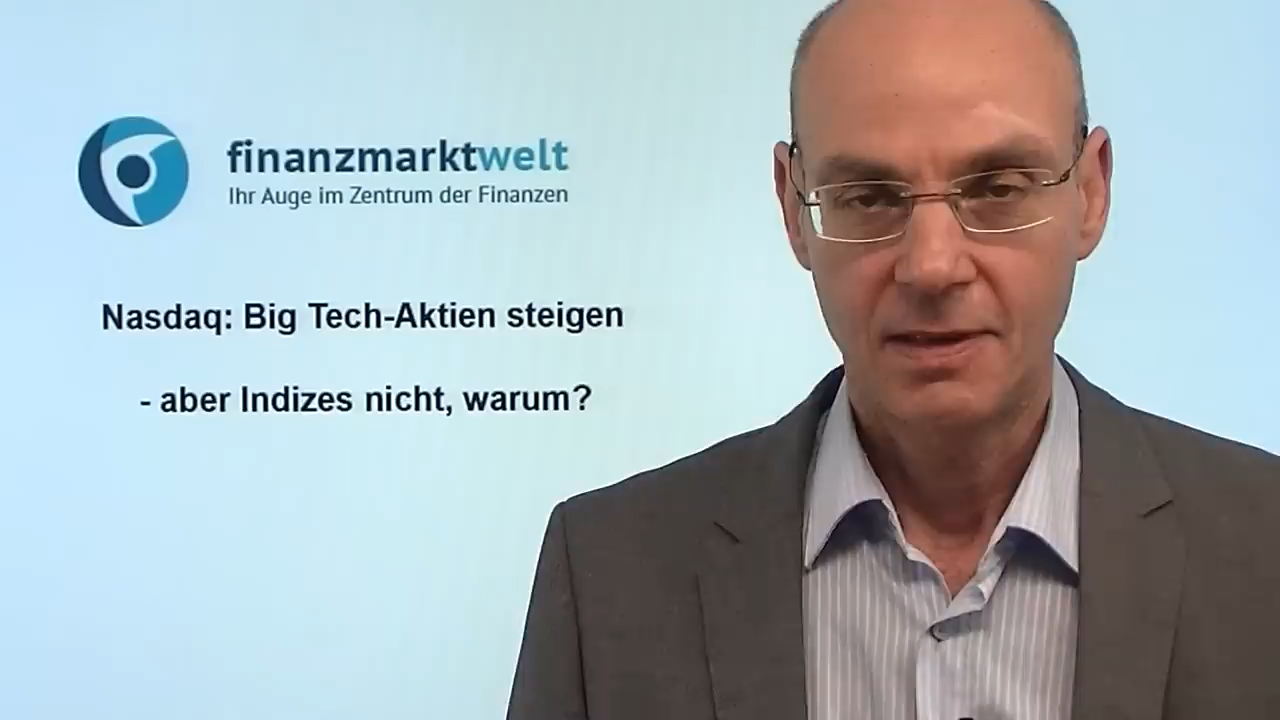 finanzmarktwelt
Ihr Auge im Zentrum der Finanzen
Nasdaq: Big Tech-Aktien steigen
- aber Indizes nicht, warum?